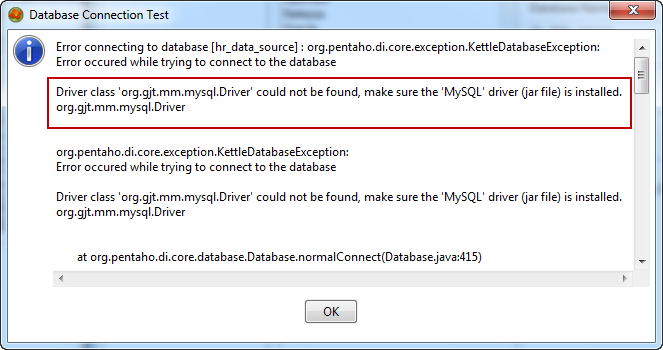 Database Connection Test
Error connecting to database [hr_data_source] : org.pentaho.di.core.exception.KettleDatabaseException:
Error occured while trying to connect to the database
Driver class 'org.gjt.mm.mysql.Driver' could not be found, make sure the 'MySQL' driver (jar file) is installed.
org.gjt.mm.mysql.Driver
org.pentaho.di.core.exception.KettleDatabaseException:
Error occured while trying to connect to the database
Driver class 'org.gjt.mm.mysql.Driver' could not be found, make sure the 'MySQL' driver (jar file) is installed.
org.gjt.mm.mysql.Driver
at org.pentaho.di.core.database.Database.normalConnect(Database.java:415)
OK